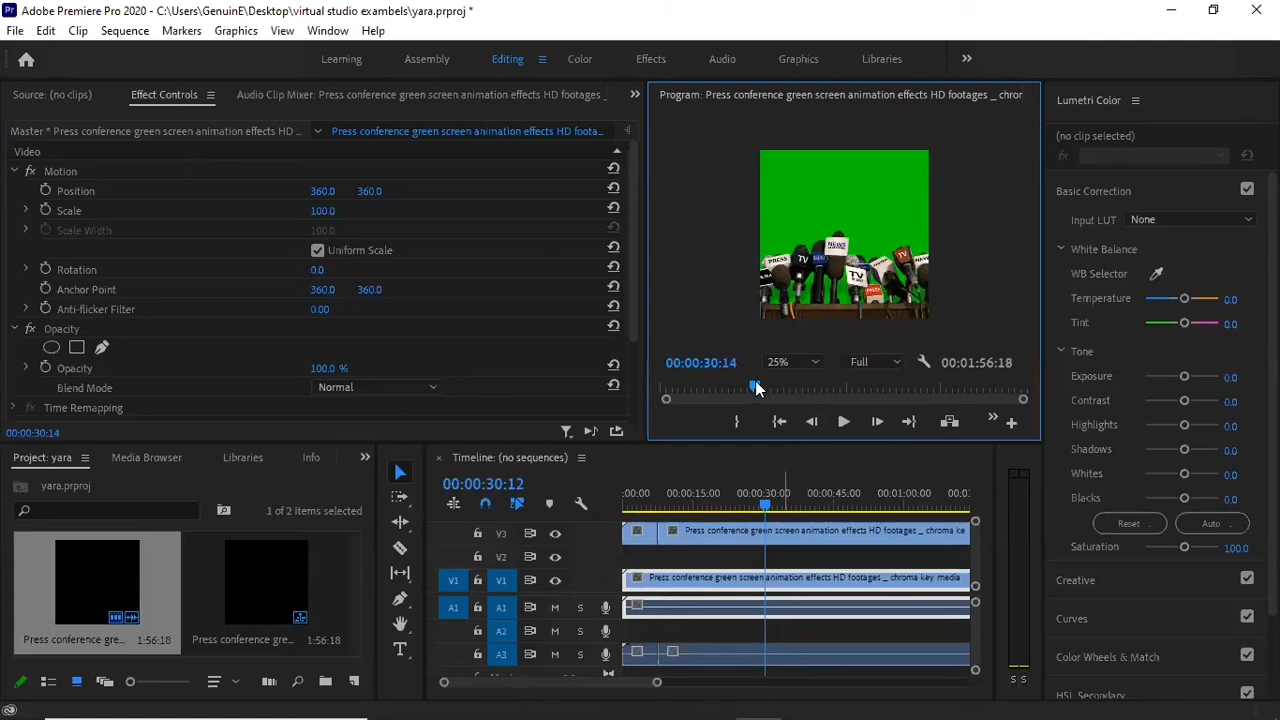 Adobe Premiere Pro 2020 - C:\Users\GenuinE\Desktop\virtual studio exambels\yara.prproj *
File Edit Clip Sequence Markers Graphics View Window Help
Learning Assembly Editing Color Effects Audio Graphics Libraries
Source: (no clips) Effect Controls Audio Clip Mixer: Press conference green screen animation effects HD footages _
Program: Press conference green screen animation effects HD footages _ chror
Lumetri Color
Master * Press conference green screen animation effects HD ... Press conference green screen animation effects HD foota...
(no clip selected)
Video
fx Motion
Position 360.0 360.0
Scale 100.0
Scale Width 100.0
Uniform Scale
Rotation 0.0
Anchor Point 360.0 360.0
Anti-flicker Filter 0.00
fx Opacity
Opacity 100.0 %
Blend Mode Normal
fx Time Remapping
00:00:30:14
NEWS
PRESS
TV
TV
TV
00:00:30:14 25% Full 00:01:56:18
fx
Basic Correction
Input LUT None
White Balance
WB Selector
Temperature 0.0
Tint 0.0
Tone
Exposure 0.0
Contrast 0.0
Highlights 0.0
Shadows 0.0
Whites 0.0
Blacks 0.0
Reset Auto
Saturation 100.0
Creative
Curves
Color Wheels & Match
HSL Secondary
Project: yara Media Browser Libraries Info
yara.prproj
1 of 2 items selected
Press conference gre... 1:56:18
Press conference gre... 1:56:18
Timeline: (no sequences)
00:00:30:12
:00:00 00:00:15:00 00:00:30:00 00:00:45:00 00:01:00:00 00:0
V3 Press conference green screen animation effects HD footages _ chroma ke
V2
V1 V1 Press conference green screen animation effects HD footages _ chroma key media
A1 A1 M S
A2 M S
A3 M S
T
S S